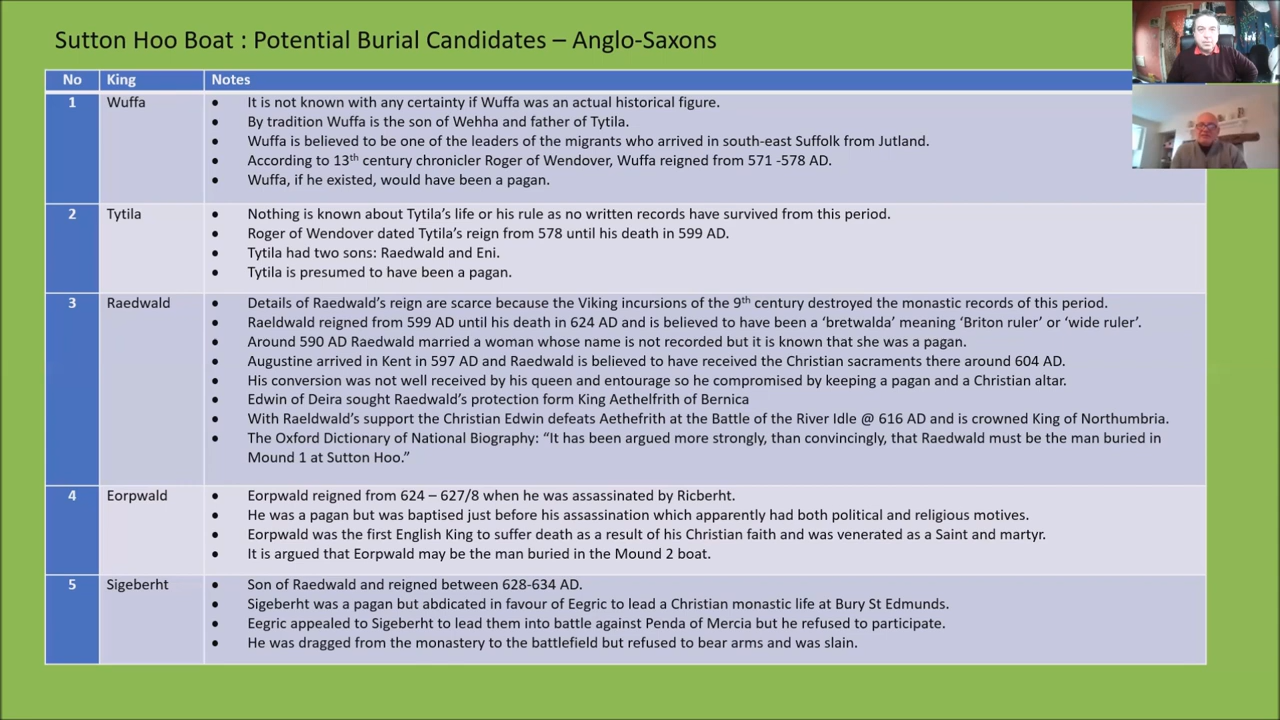 Sutton Hoo Boat : Potential Burial Candidates – Anglo-Saxons
No King Notes
1 Wuffa
• It is not known with any certainty if Wuffa was an actual historical figure.
• By tradition Wuffa is the son of Wehha and father of Tytila.
• Wuffa is believed to be one of the leaders of the migrants who arrived in south-east Suffolk from Jutland.
• According to 13th century chronicler Roger of Wendover, Wuffa reigned from 571 -578 AD.
• Wuffa, if he existed, would have been a pagan.
2 Tytila
• Nothing is known about Tytila’s life or his rule as no written records have survived from this period.
• Roger of Wendover dated Tytila’s reign from 578 until his death in 599 AD.
• Tytila had two sons: Raedwald and Eni.
• Tytila is presumed to have been a pagan.
3 Raedwald
• Details of Raedwald’s reign are scarce because the Viking incursions of the 9th century destroyed the monastic records of this period.
• Raeldwald reigned from 599 AD until his death in 624 AD and is believed to have been a ‘bretwalda’ meaning ‘Briton ruler’ or ‘wide ruler’.
• Around 590 AD Raedwald married a woman whose name is not recorded but it is known that she was a pagan.
• Augustine arrived in Kent in 597 AD and Raedwald is believed to have received the Christian sacraments there around 604 AD.
• His conversion was not well received by his queen and entourage so he compromised by keeping a pagan and a Christian altar.
• Edwin of Deira sought Raedwald’s protection form King Aethelfrith of Bernica
• With Raeldwald’s support the Christian Edwin defeats Aethefrith at the Battle of the River Idle @ 616 AD and is crowned King of Northumbria.
• The Oxford Dictionary of National Biography: “It has been argued more strongly, than convincingly, that Raedwald must be the man buried in
Mound 1 at Sutton Hoo.”
4 Eorpwald
• Eorpwald reigned from 624 – 627/8 when he was assassinated by Ricberht.
• He was a pagan but was baptised just before his assassination which apparently had both political and religious motives.
• Eorpwald was the first English King to suffer death as a result of his Christian faith and was venerated as a Saint and martyr.
• It is argued that Eorpwald may be the man buried in the Mound 2 boat.
5 Sigeberht
• Son of Raedwald and reigned between 628-634 AD.
• Sigeberht was a pagan but abdicated in favour of Eegric to lead a Christian monastic life at Bury St Edmunds.
• Eegric appealed to Sigeberht to lead them into battle against Penda of Mercia but he refused to participate.
• He was dragged from the monastery to the battlefield but refused to bear arms and was slain.